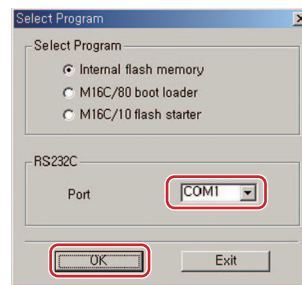 Select Program
Select Program
Internal flash memory
M16C/80 boot loader
M16C/10 flash starter
RS232C
Port
COM1
OK
Exit